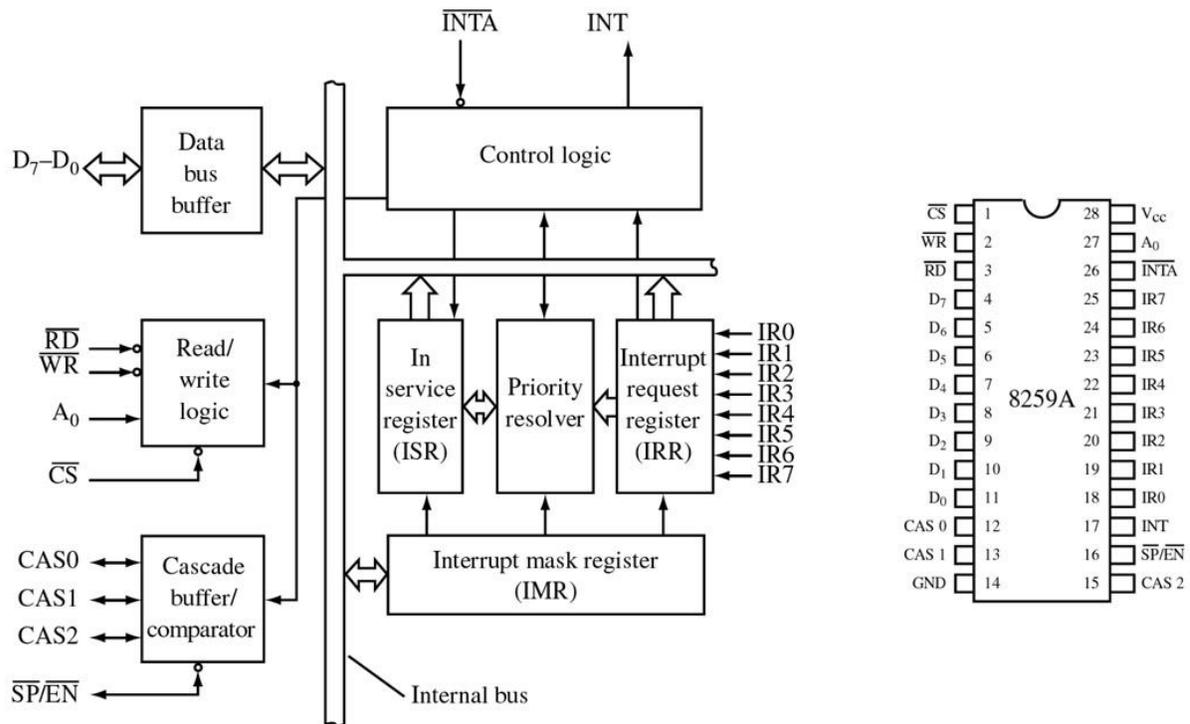 INTA
INT
D7–D0
Data
bus
buffer
Control logic
RD
WR
A0
CS
Read/
write
logic
In
service
register
(ISR)
Priority
resolver
Interrupt
request
register
(IRR)
IR0
IR1
IR2
IR3
IR4
IR5
IR6
IR7
CAS0
CAS1
CAS2
SP/EN
Cascade
buffer/
comparator
Interrupt mask register
(IMR)
Internal bus
CS 1 28 Vcc
WR 2 27 A0
RD 3 26 INTA
D7 4 25 IR7
D6 5 24 IR6
D5 6 23 IR5
D4 7 22 IR4
8259A
D3 8 21 IR3
D2 9 20 IR2
D1 10 19 IR1
D0 11 18 IR0
CAS 0 12 17 INT
CAS 1 13 16 SP/EN
GND 14 15 CAS 2